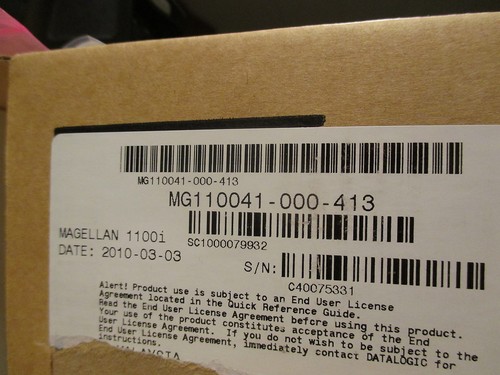 MG110041-000-413
MG110041-000-413
SC1000079932
MAGELLAN 1100i
DATE: 2010-03-03
S/N:
C40075331
Alert! Product use is subject to an End User License
Agreement located in the Quick Reference Guide.
Read the End User License Agreement before using this product.
Your use of the product constitutes acceptance of the End
User License Agreement. If you do not wish to be subject to the
End User License Agreement, immediately contact DATALOGIC for
instructions.